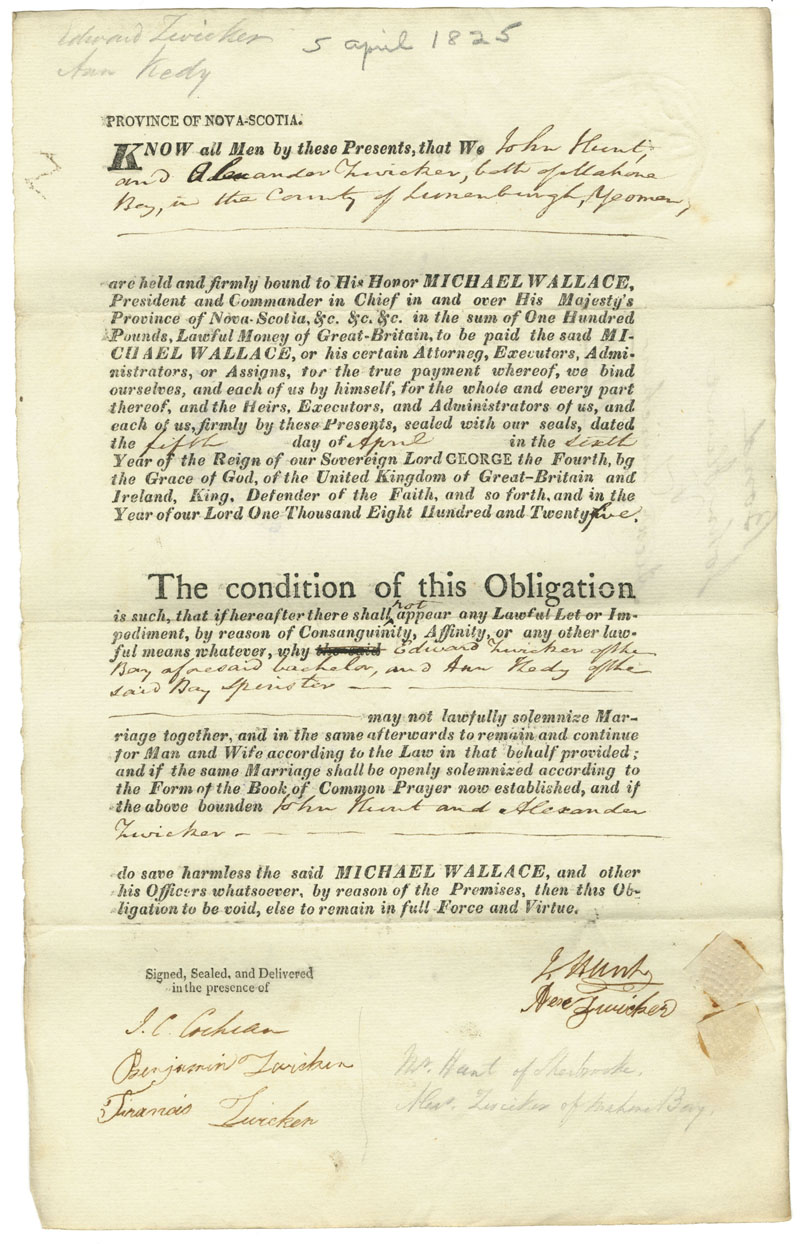 Edward Zwicker
Ann Kedy
5 april 1825
PROVINCE OF NOVA-SCOTIA.
KNOW all Men by these Presents, that We John Hunt,
and Alexander Zwicker, both of Mahone
Bay, in the County of Lunenburgh, Yeomen,
are held and firmly bound to His Honor MICHAEL WALLACE,
President and Commander in Chief in and over His Majesty's
Province of Nova-Scotia, &c. &c. &c. in the sum of One Hundred
Pounds, Lawful Money of Great-Britain, to be paid the said MI-
CHAEL WALLACE, or his certain Attorneg, Executors, Admi-
nistrators, or Assigns, for the true payment whereof, we bind
ourselves, and each of us by himself, for the whole and every part
thereof, and the Heirs, Executors, and Administrators of us, and
each of us, firmly by these Presents, sealed with our seals, dated
the fifth day of April in the sixth
Year of the Reign of our Sovereign Lord GEORGE the Fourth, bg
the Grace of God, of the United Kingdom of Great-Britain and
Ireland, King, Defender of the Faith, and so forth, and in the
Year of our Lord One Thousand Eight Hundred and Twenty five.
The condition of this Obligation
is such, that if hereafter there shall not appear any Lawful Let or Im-
pediment, by reason of Consanguinity, Affinity, or any other law-
ful means whatever, why the said Edward Zwicker of the
Bay aforesaid bachelor, and Ann Kedy of the
said Bay Spinster
may not lawfully solemnize Mar-
riage together, and in the same afterwards to remain and continue
for Man and Wife according to the Law in that behalf provided;
and if the same Marriage shall be openly solemnized according to
the Form of the Book of Common Prayer now established, and if
the above bounden John Hunt and Alexander
Zwicker
do save harmless the said MICHAEL WALLACE, and other
his Officers whatsoever, by reason of the Premises, then this Ob-
ligation to be void, else to remain in full Force and Virtue.
Signed, Sealed, and Delivered
in the presence of
J. Hunt
Alex Zwicker
J. C. Cochran
Benjamin Zwicker
Francis Zwicker
Mr. Hunt of Sherbrooke.
Alexr. Zwicker of Mahone Bay.